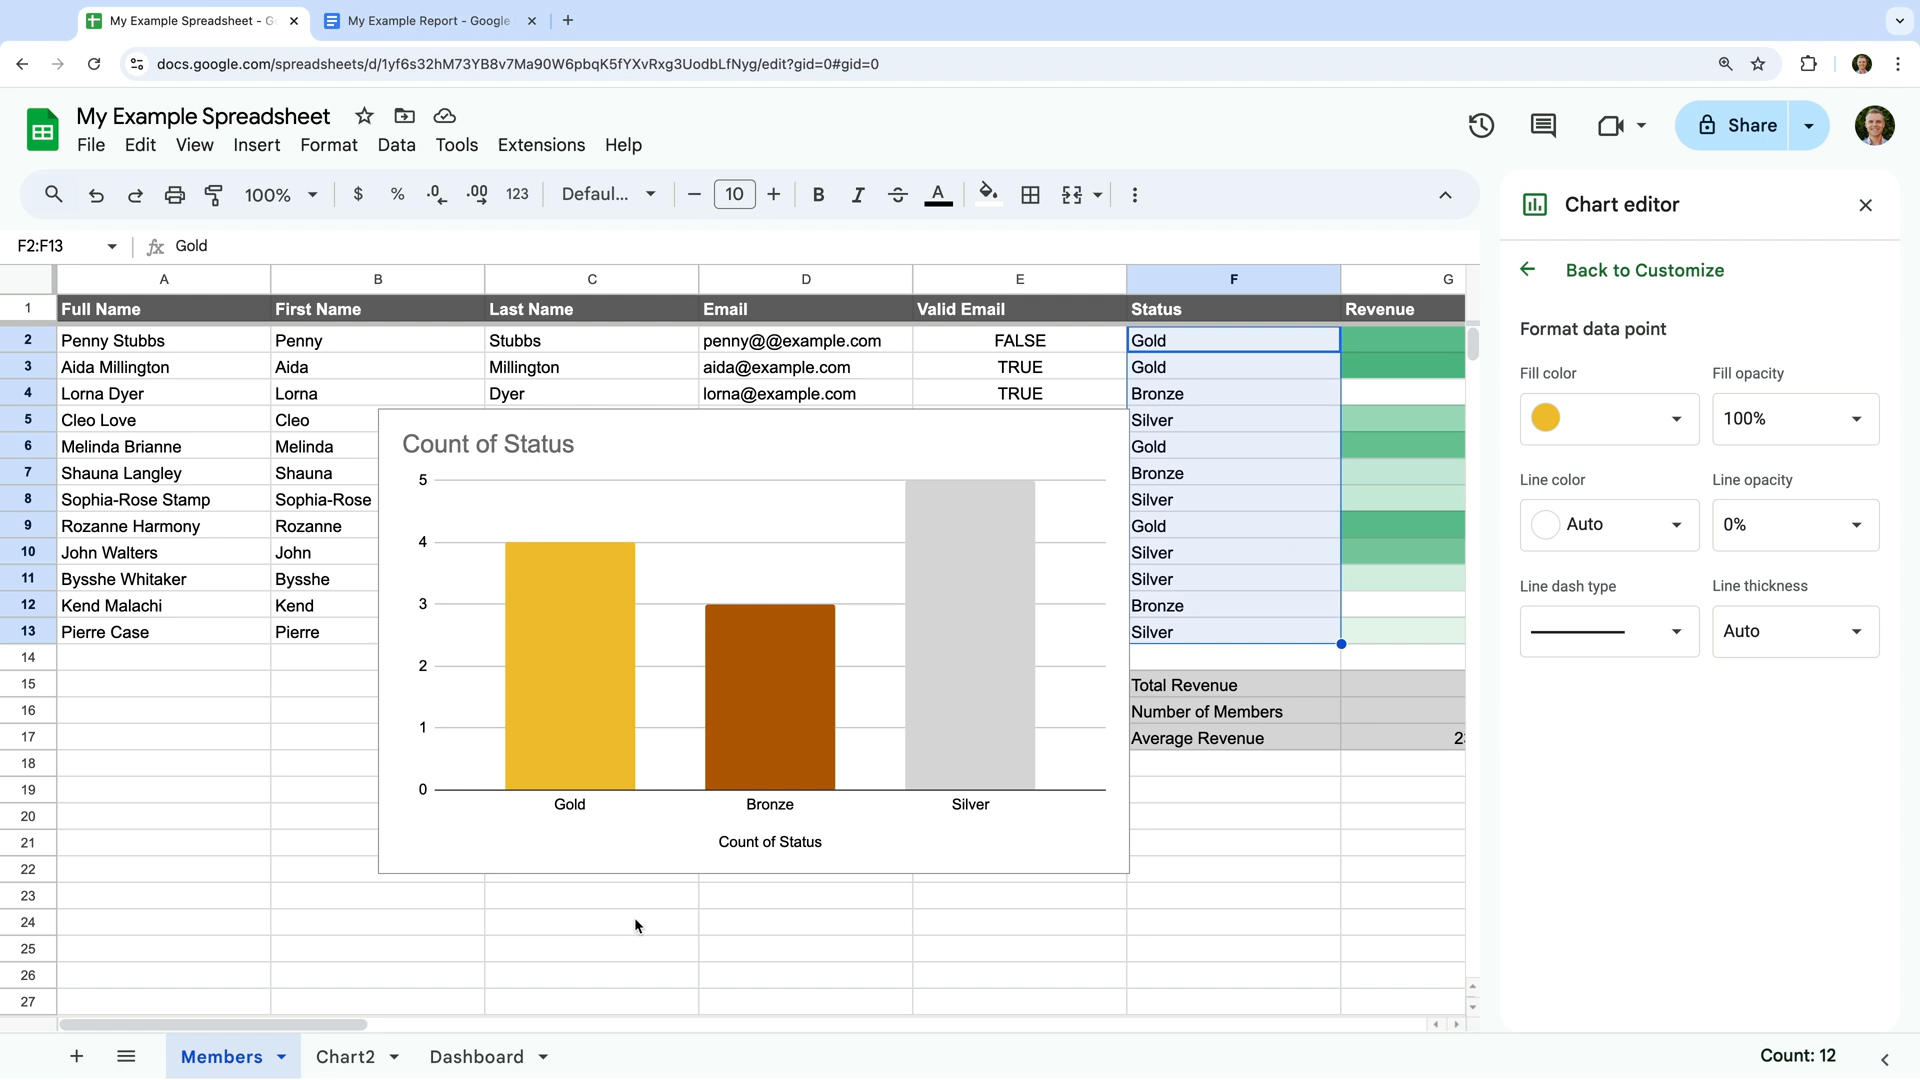 My Example Spreadsheet - G
My Example Report - Google
docs.google.com/spreadsheets/d/1yf6s32hM73YB8v7Ma90W6pbqK5fYXvRxg3UodbLfNyg/edit?gid=0#gid=0
My Example Spreadsheet
File Edit View Insert Format Data Tools Extensions Help
Share
100% $ % .0 .00 123 Defaul... 10 B I A
Chart editor
F2:F13 fx Gold
Back to Customize
A B C D E F G
1 Full Name First Name Last Name Email Valid Email Status Revenue
2 Penny Stubbs Penny Stubbs penny@@example.com FALSE Gold
3 Aida Millington Aida Millington aida@example.com TRUE Gold
4 Lorna Dyer Lorna Dyer lorna@example.com TRUE Bronze
5 Cleo Love Cleo Silver
6 Melinda Brianne Melinda Gold
7 Shauna Langley Shauna Bronze
8 Sophia-Rose Stamp Sophia-Rose Silver
9 Rozanne Harmony Rozanne Gold
10 John Walters John Silver
11 Bysshe Whitaker Bysshe Silver
12 Kend Malachi Kend Bronze
13 Pierre Case Pierre Silver
14
15 Total Revenue
16 Number of Members
17 Average Revenue 2
18
19
20
21
22
23
24
25
26
27
Count of Status
5
4
3
2
1
0
Gold Bronze Silver
Count of Status
Format data point
Fill color Fill opacity
100%
Line color Line opacity
Auto 0%
Line dash type Line thickness
Auto
Members Chart2 Dashboard
Count: 12